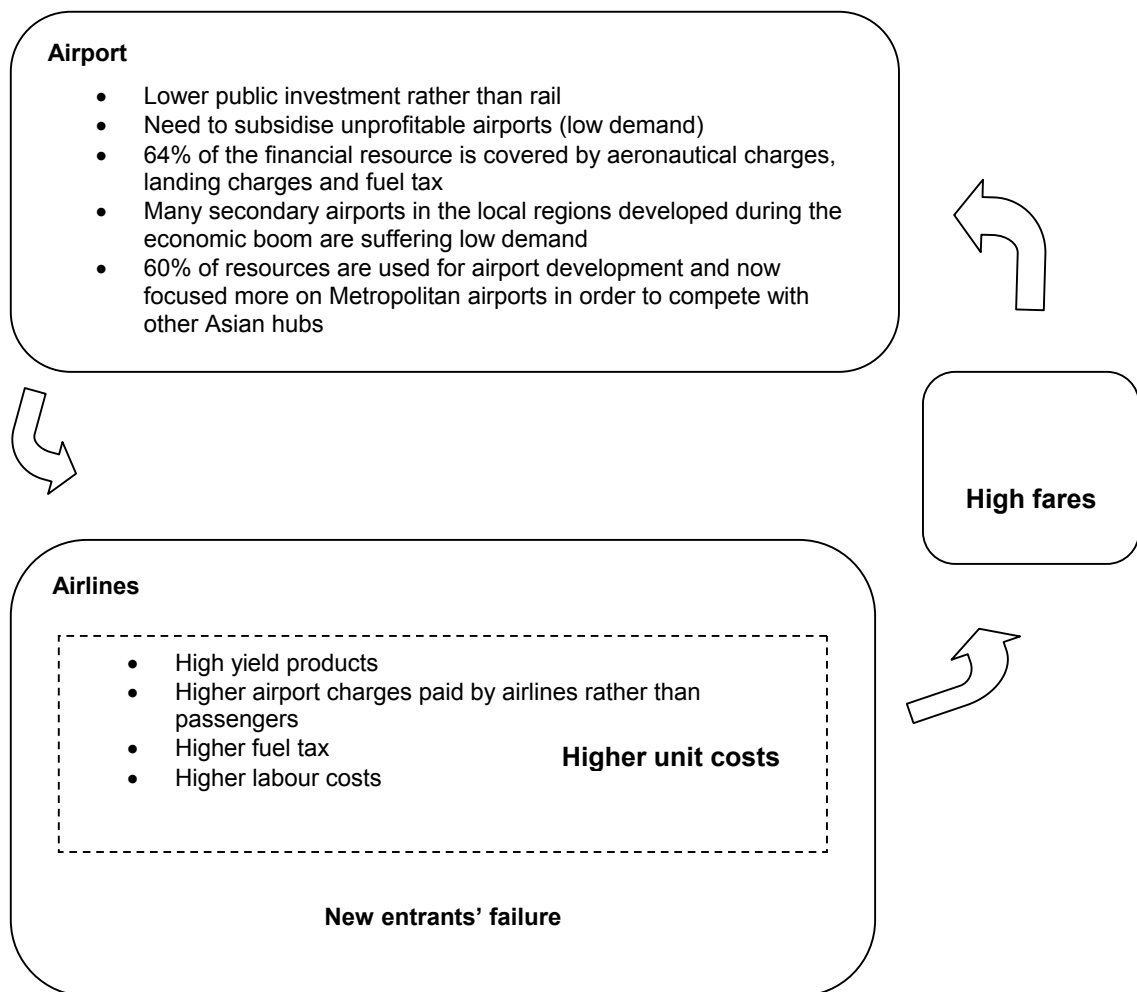 Airport
• Lower public investment rather than rail
• Need to subsidise unprofitable airports (low demand)
• 64% of the financial resource is covered by aeronautical charges,
landing charges and fuel tax
• Many secondary airports in the local regions developed during the
economic boom are suffering low demand
• 60% of resources are used for airport development and now
focused more on Metropolitan airports in order to compete with
other Asian hubs
High fares
Airlines
• High yield products
• Higher airport charges paid by airlines rather than
passengers
• Higher fuel tax
• Higher labour costs
Higher unit costs
New entrants’ failure